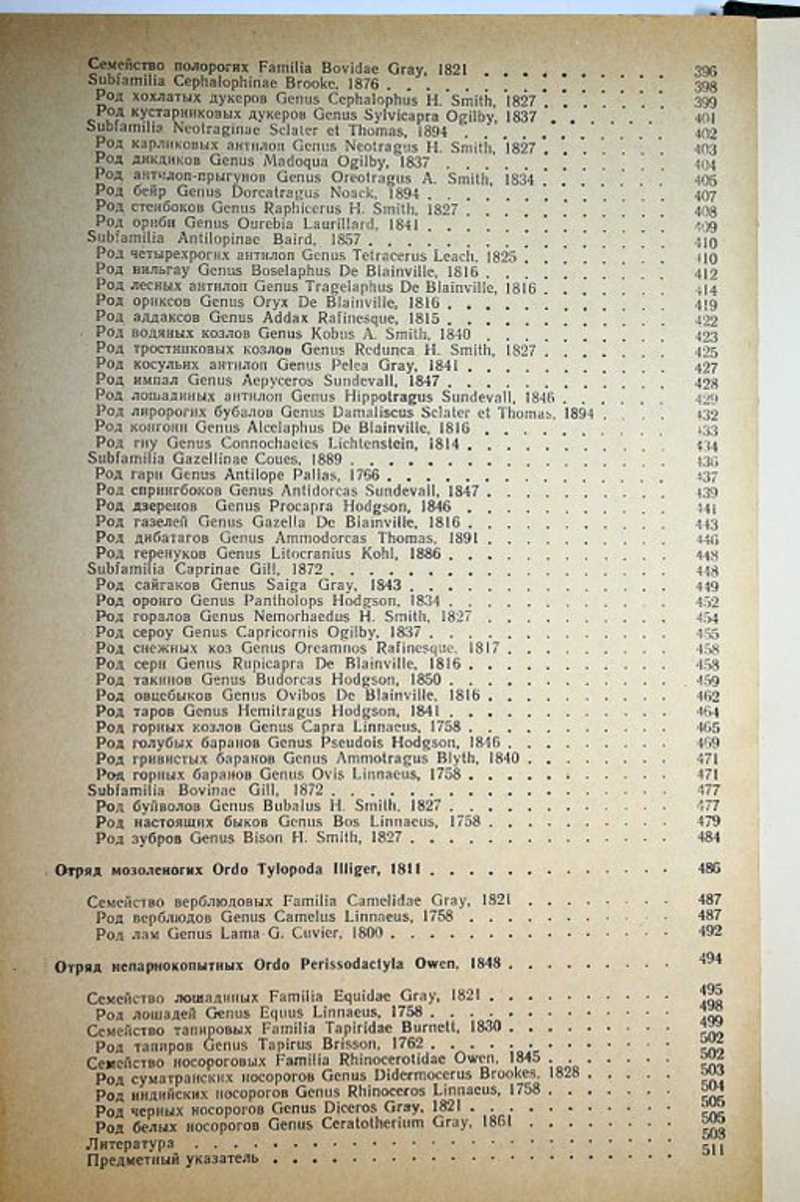 Семейство полорогих Familia Bovidae Gray, 1821 . . . . . . . . . . 396
Subfamilia Cephalophinae Brooke, 1876 . . . . . . . . . . 398
Род хохлатых дукеров Genus Cephalophus H. Smith, 1827 . . . . . . . 399
Род кустарниковых дукеров Genus Sylvicapra Ogilby, 1837 . . . . . . 401
Subfamilia Neotraginae Sclater et Thomas, 1894 . . . . . . . . . . 402
Род карликовых антилоп Genus Neotragus H. Smith, 1827 . . . . . . . 403
Род дикдиков Genus Madoqua Ogilby, 1837 . . . . . . . . . . 404
Род антилоп-прыгунов Genus Oreotragus A. Smith, 1834 . . . . . . . 405
Род бейр Genus Dorcatragus Noack, 1894 . . . . . . . . . . 407
Род стенбоков Genus Raphicerus H. Smith, 1827 . . . . . . . . . . 408
Род ориби Genus Ourebia Laurillard, 1841 . . . . . . . . . . 409
Subfamilia Antilopinae Baird, 1857 . . . . . . . . . . 410
Род четырехрогих антилоп Genus Tetracerus Leach, 1825 . . . . . . . . 410
Род нильгау Genus Boselaphus De Blainville, 1816 . . . . . . . . . . 412
Род лесных антилоп Genus Tragelaphus De Blainville, 1816 . . . . . . . 414
Род ориксов Genus Oryx De Blainville, 1816 . . . . . . . . . . 419
Род аддаксов Genus Addax Rafinesque, 1815 . . . . . . . . . . 422
Род водяных козлов Genus Kobus A. Smith, 1840 . . . . . . . . . . 423
Род тростниковых козлов Genus Redunca H. Smith, 1827 . . . . . . . 425
Род косульих антилоп Genus Pelea Gray, 1841 . . . . . . . . . . 427
Род импал Genus Aepyceros Sundevall, 1847 . . . . . . . . . . 428
Род лошадиных антилоп Genus Hippotragus Sundevall, 1846 . . . . . . 429
Род лиророгих бубалов Genus Damaliscus Sclater et Thomas, 1894 . . . . 432
Род конгони Genus Alcelaphus De Blainville, 1816 . . . . . . . . . . 433
Род гну Genus Connochaetes Lichtenstein, 1814 . . . . . . . . . . 434
Subfamilia Gazellinae Coues, 1889 . . . . . . . . . . 436
Род гарн Genus Antilope Pallas, 1766 . . . . . . . . . . 437
Род спрингбоков Genus Antidorcas Sundevall, 1847 . . . . . . . . . . 439
Род дзеренов Genus Procapra Hodgson, 1846 . . . . . . . . . . 441
Род газелей Genus Gazella De Blainville, 1816 . . . . . . . . . . 443
Род дибатагов Genus Ammodorcas Thomas, 1891 . . . . . . . . . . 446
Род геренуков Genus Litocranius Kohl, 1886 . . . . . . . . . . 448
Subfamilia Caprinae Gill, 1872 . . . . . . . . . . 448
Род сайгаков Genus Saiga Gray, 1843 . . . . . . . . . . 449
Род оронго Genus Pantholops Hodgson, 1834 . . . . . . . . . . 452
Род горалов Genus Nemorhaedus H. Smith, 1827 . . . . . . . . . . 454
Род сероу Genus Capricornis Ogilby, 1837 . . . . . . . . . . 455
Род снежных коз Genus Oreamnos Rafinesque, 1817 . . . . . . . . . 458
Род серн Genus Rupicapra De Blainville, 1816 . . . . . . . . . . 458
Род такинов Genus Budorcas Hodgson, 1850 . . . . . . . . . . 459
Род овцебыков Genus Ovibos De Blainville, 1816 . . . . . . . . . . 462
Род таров Genus Hemitragus Hodgson, 1841 . . . . . . . . . . 464
Род горных козлов Genus Capra Linnaeus, 1758 . . . . . . . . . . 465
Род голубых баранов Genus Pseudois Hodgson, 1846 . . . . . . . . . 469
Род гривистых баранов Genus Ammotragus Blyth, 1840 . . . . . . . . 471
Род горных баранов Genus Ovis Linnaeus, 1758 . . . . . . . . . . 471
Subfamilia Bovinae Gill, 1872 . . . . . . . . . . 477
Род буйволов Genus Bubalus H. Smith, 1827 . . . . . . . . . . 477
Род настоящих быков Genus Bos Linnaeus, 1758 . . . . . . . . . . 479
Род зубров Genus Bison H. Smith, 1827 . . . . . . . . . . 484
Отряд мозоленогих Ordo Tylopoda Illiger, 1811 . . . . . . . . . . 486
Семейство верблюдовых Familia Camelidae Gray, 1821 . . . . . . . . 487
Род верблюдов Genus Camelus Linnaeus, 1758 . . . . . . . . . . 487
Род лам Genus Lama G. Cuvier, 1800 . . . . . . . . . . 492
Отряд непарнокопытных Ordo Perissodactyla Owen, 1848 . . . . . . . . . 494
Семейство лошадиных Familia Equidae Gray, 1821 . . . . . . . . . . 495
Род лошадей Genus Equus Linnaeus, 1758 . . . . . . . . . . 498
Семейство тапировых Familia Tapiridae Burnett, 1830 . . . . . . . . . 499
Род тапиров Genus Tapirus Brisson, 1762 . . . . . . . . . . 502
Семейство носороговых Familia Rhinocerotidae Owen, 1845 . . . . . . . 502
Род суматранских носорогов Genus Didermocerus Brookes, 1828 . . . . . 503
Род индийских носорогов Genus Rhinoceros Linnaeus, 1758 . . . . . . . 504
Род черных носорогов Genus Diceros Gray, 1821 . . . . . . . . . . 505
Род белых носорогов Genus Ceratotherium Gray, 1861 . . . . . . . . 505
Литература . . . . . . . . . . 508
Предметный указатель . . . . . . . . . . 511